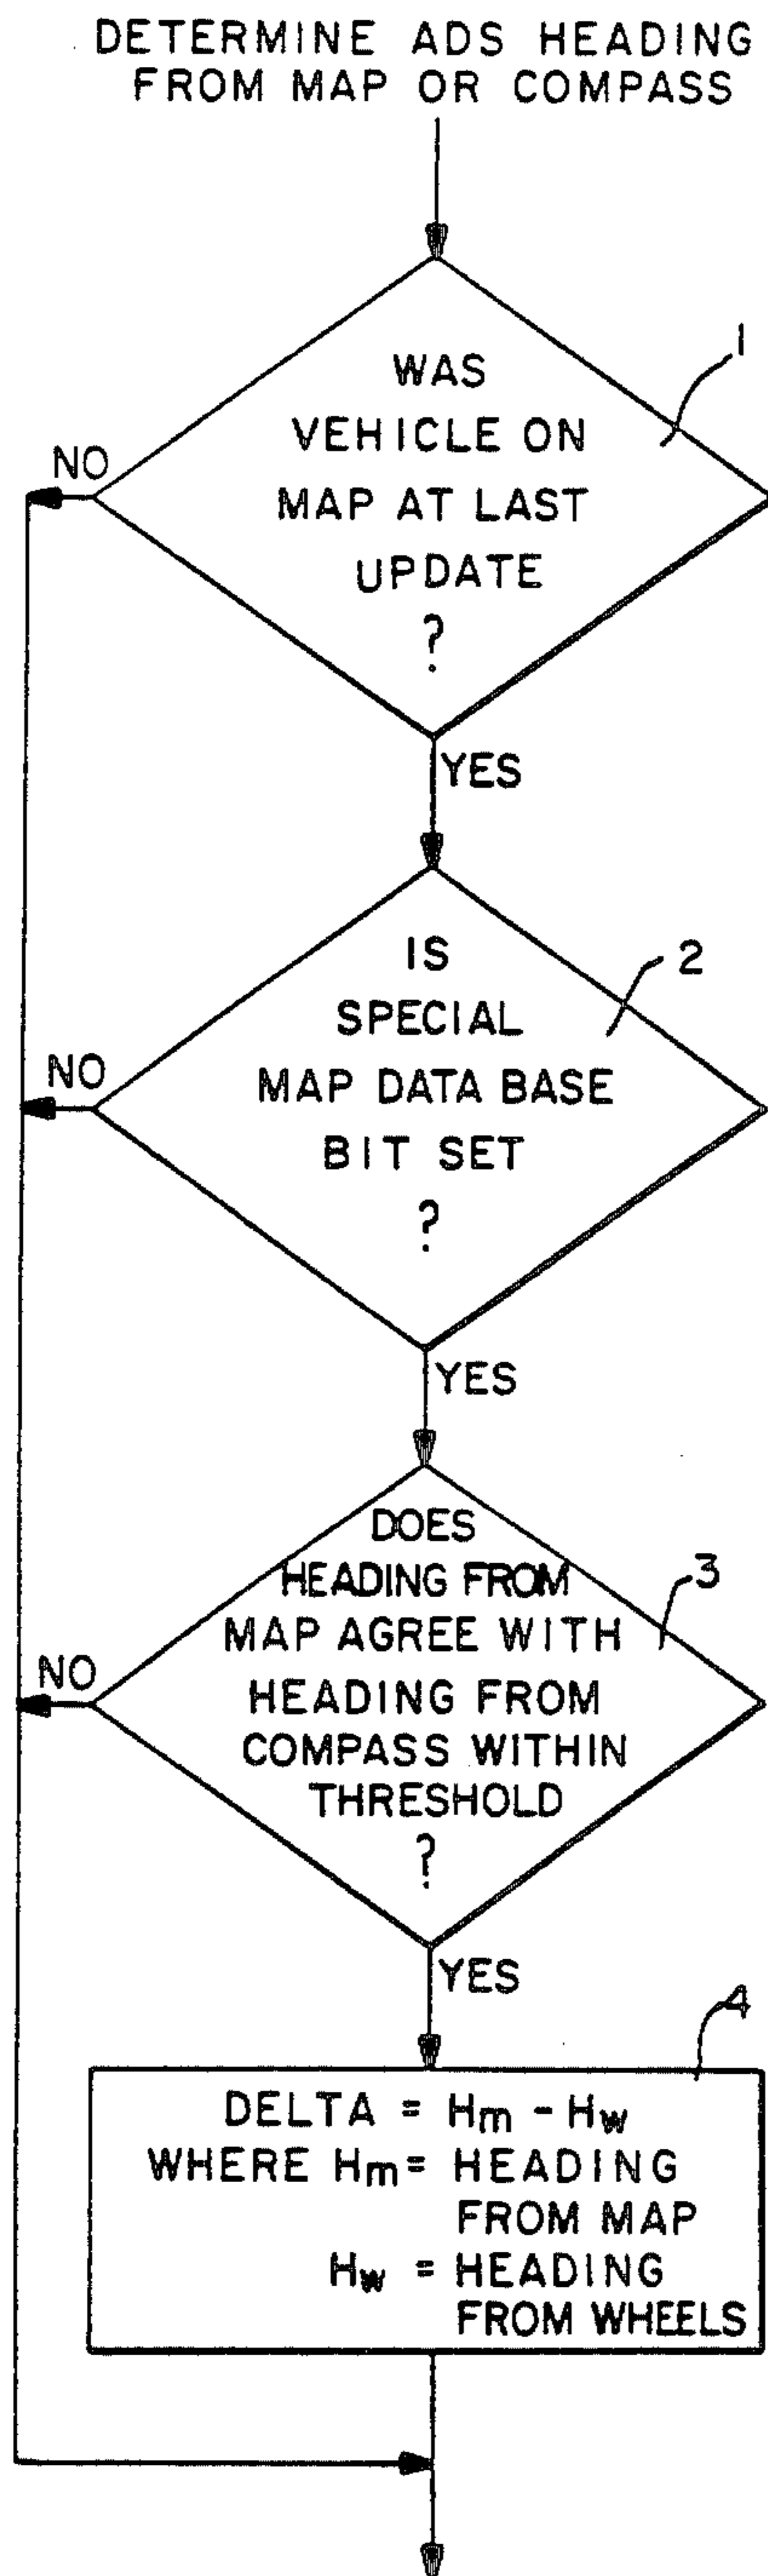 DETERMINE ADS HEADING
FROM MAP OR COMPASS
1
WAS
VEHICLE ON
MAP AT LAST
UPDATE
?
NO
YES
2
IS
SPECIAL
MAP DATA BASE
BIT SET
?
NO
YES
3
DOES
HEADING FROM
MAP AGREE WITH
HEADING FROM
COMPASS WITHIN
THRESHOLD
?
NO
YES
4
DELTA = Hm - Hw
WHERE Hm = HEADING
FROM MAP
Hw = HEADING
FROM WHEELS